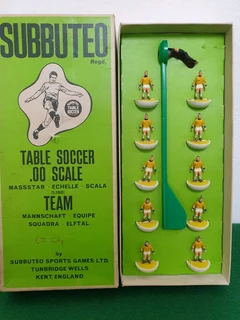 SUBBUTEO
Regd.
TABLE SOCCER
.00 SCALE
MASSSTAB ECHELLE SCALA
TEAM
MANNSCHAFT EQUIPE
SQUADRA ELFTAL
by
SUBBUTEO SPORTS GAMES LTD.
TUNBRIDGE WELLS
KENT, ENGLAND